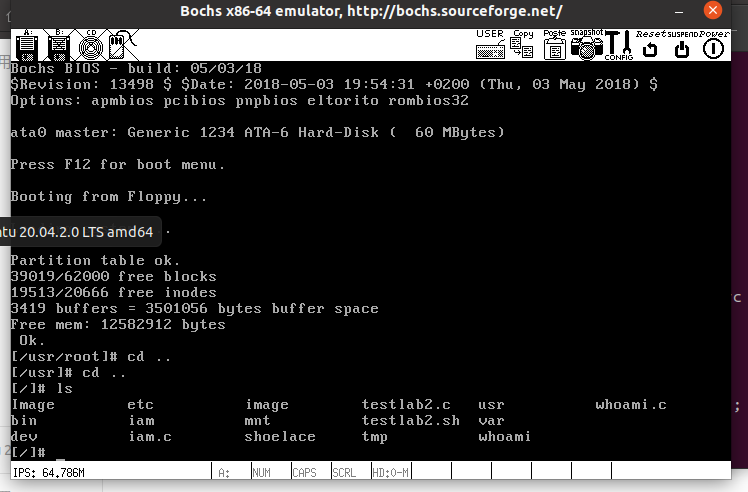 Bochs x86-64 emulator, http://bochs.sourceforge.net/
A: B: CD USER Copy Paste snapshot CONFIG Reset SUSPEND Power
Bochs BIOS - build: 05/03/18
$Revision: 13498 $ $Date: 2018-05-03 19:54:31 +0200 (Thu, 03 May 2018) $
Options: apmbios pcibios pnpbios eltorito rombios32
ata0 master: Generic 1234 ATA-6 Hard-Disk ( 60 MBytes)
Press F12 for boot menu.
Booting from Floppy...
tu 20.04.2.0 LTS amd64 .
Partition table ok.
39019/62000 free blocks
19513/20666 free inodes
3419 buffers = 3501056 bytes buffer space
Free mem: 12582912 bytes
Ok.
[/usr/root]# cd ..
[/usr]# cd ..
[/]# ls
Image etc image testlab2.c usr whoami.c
bin iam mnt testlab2.sh var
dev iam.c shoelace tmp whoami
[/]# _
IPS: 64.786M A: NUM CAPS SCRL HD:0-M